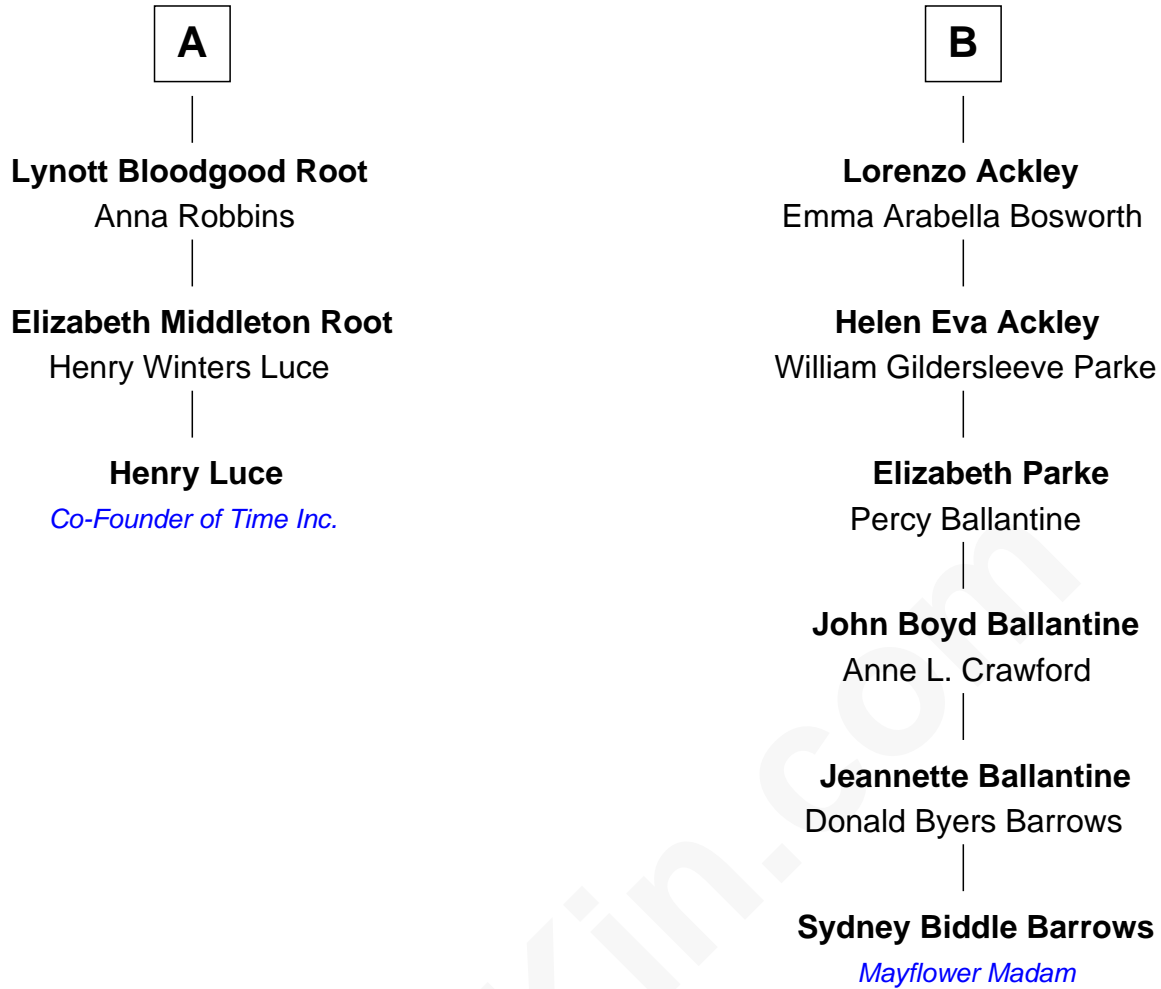 A
Lynott Bloodgood Root
Anna Robbins
Elizabeth Middleton Root
Henry Winters Luce
Henry Luce
Co-Founder of Time Inc.
B
Lorenzo Ackley
Emma Arabella Bosworth
Helen Eva Ackley
William Gildersleeve Parke
Elizabeth Parke
Percy Ballantine
John Boyd Ballantine
Anne L. Crawford
Jeannette Ballantine
Donald Byers Barrows
Sydney Biddle Barrows
Mayflower Madam
Kin.com